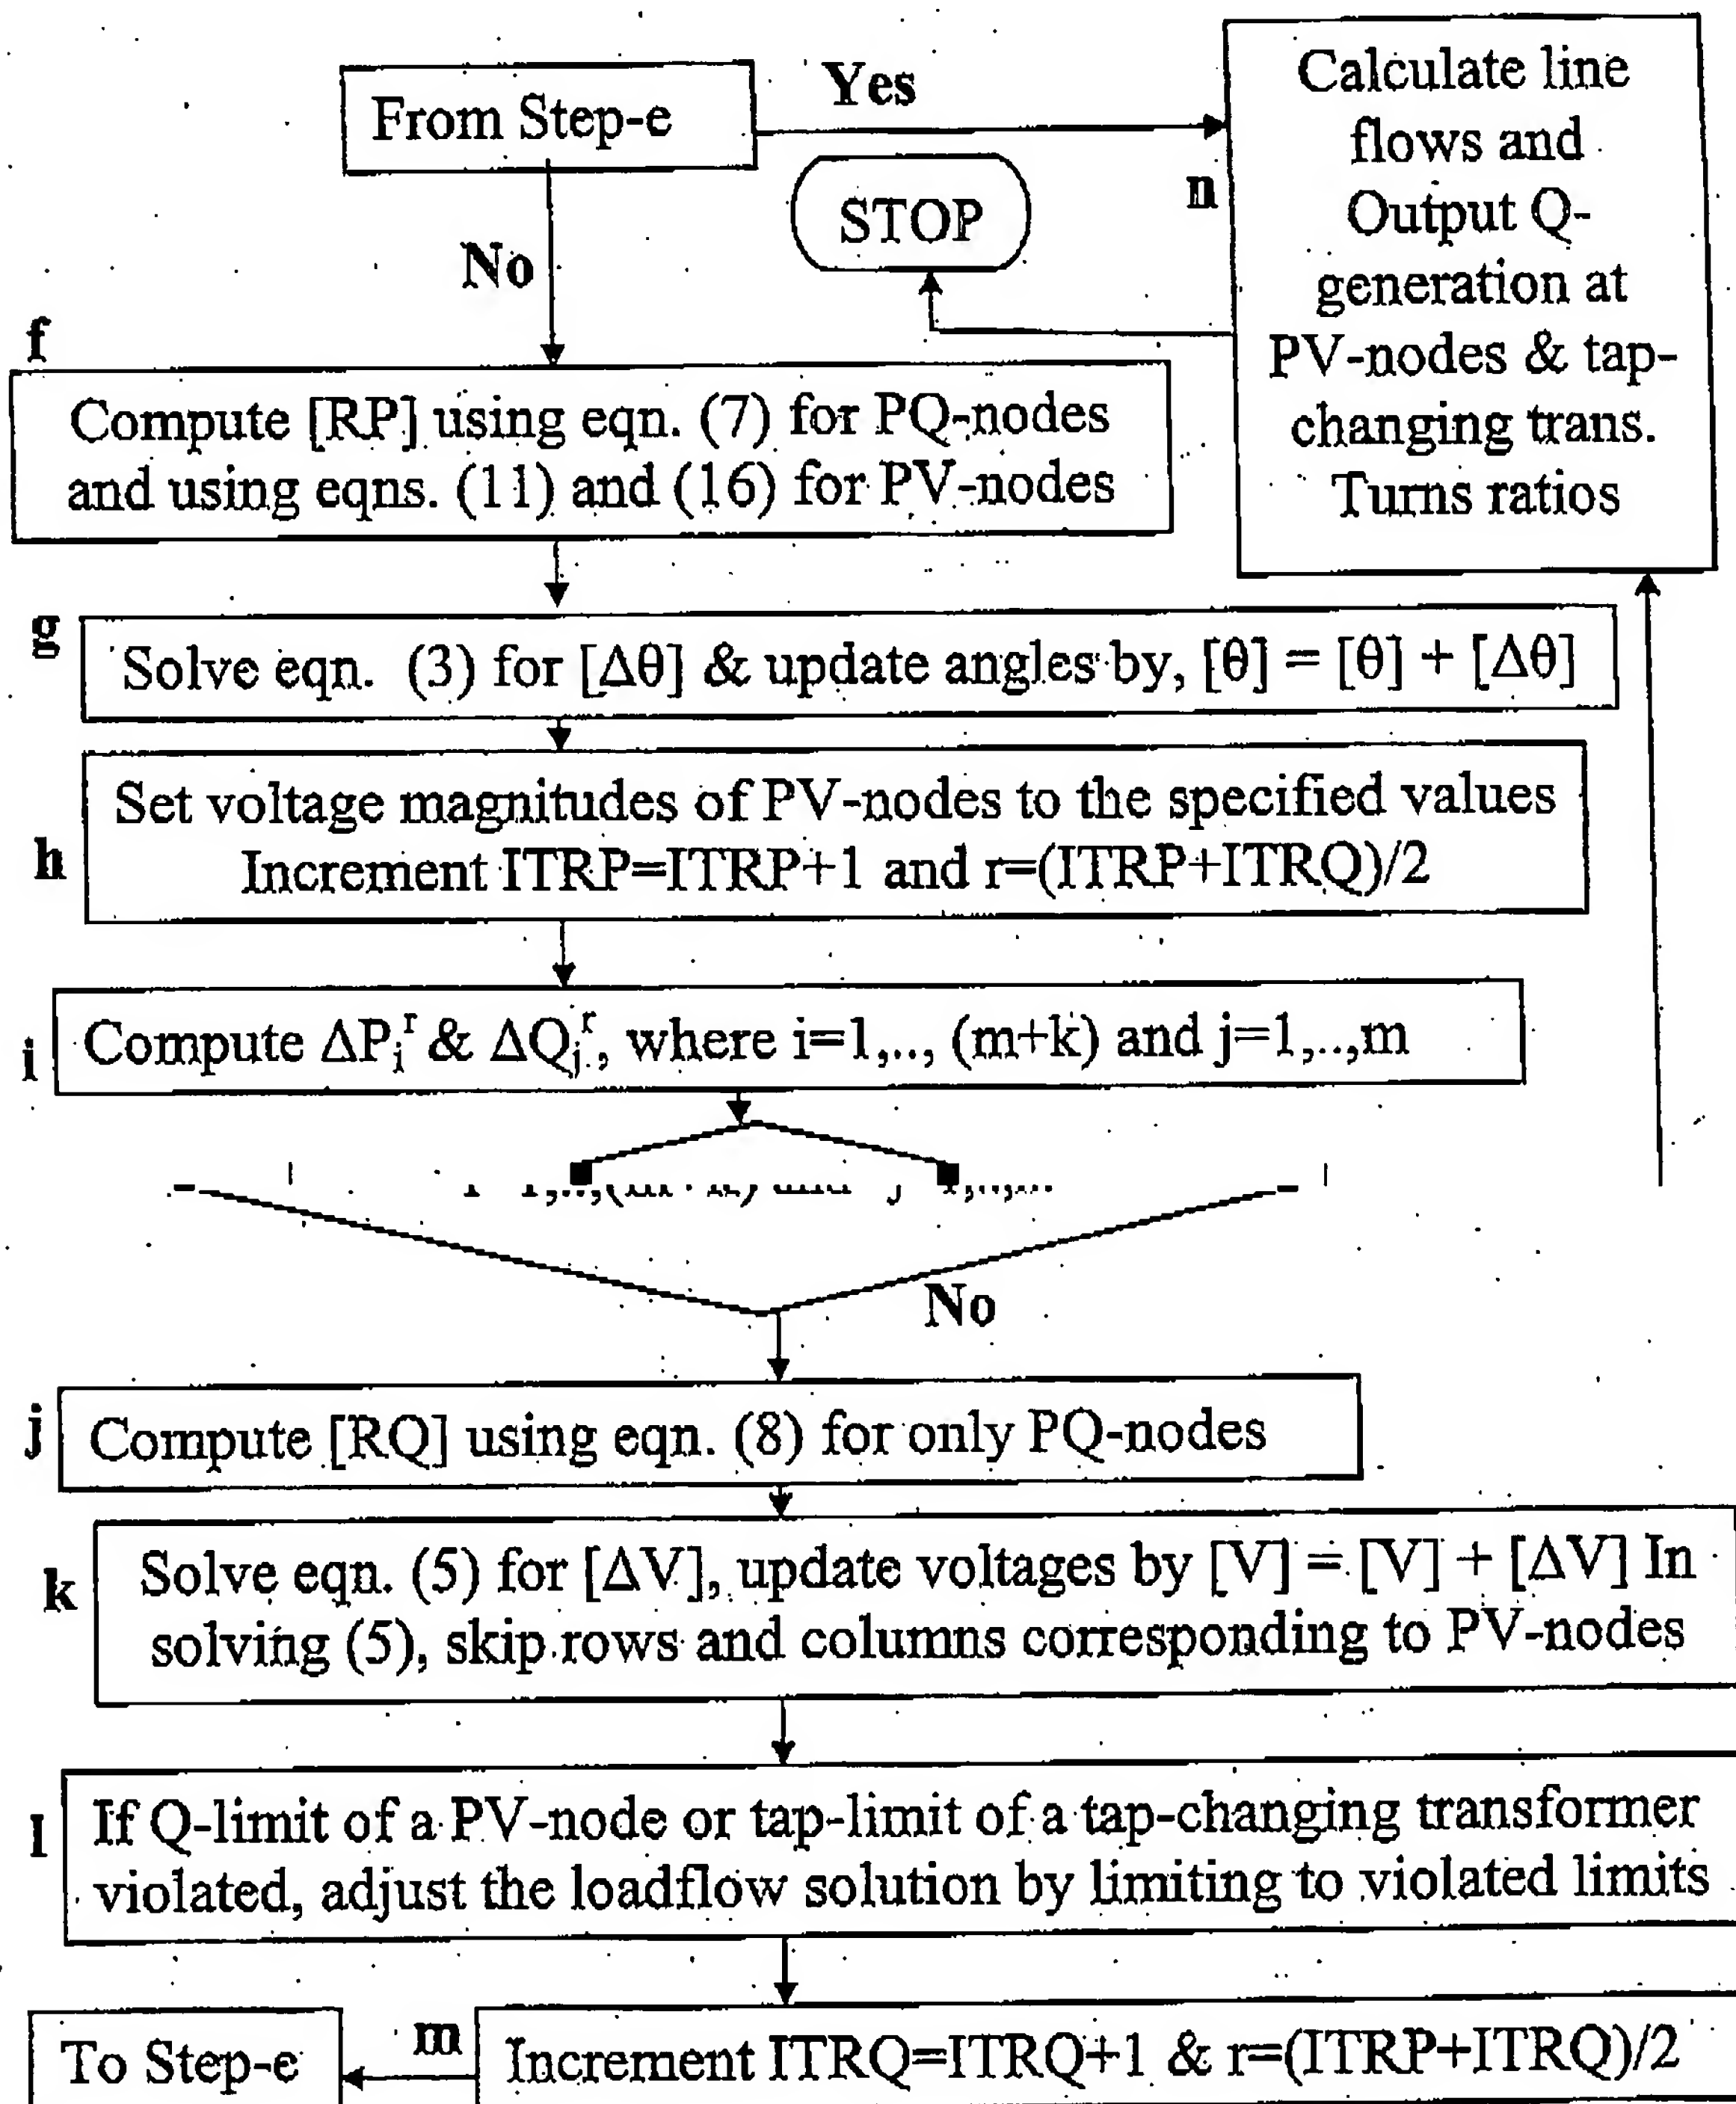 From Step-e
Yes
Calculate line
flows and
Output Q-
generation at
PV-nodes & tap-
changing trans.
Turns ratios
n
STOP
No
f
Compute [RP] using eqn. (7) for PQ-nodes
and using eqns. (11) and (16) for PV-nodes
g
Solve eqn. (3) for [Δθ] & update angles by, [θ] = [θ] + [Δθ]
h
Set voltage magnitudes of PV-nodes to the specified values
Increment ITRP=ITRP+1 and r=(ITRP+ITRQ)/2
i
Compute ΔPᵢʳ & ΔQⱼʳ, where i=1,.., (m+k) and j=1,..,m
No
j
Compute [RQ] using eqn. (8) for only PQ-nodes
k
Solve eqn. (5) for [ΔV], update voltages by [V] = [V] + [ΔV] In
solving (5), skip rows and columns corresponding to PV-nodes
l
If Q-limit of a PV-node or tap-limit of a tap-changing transformer
violated, adjust the loadflow solution by limiting to violated limits
To Step-e
m
Increment ITRQ=ITRQ+1 & r=(ITRP+ITRQ)/2